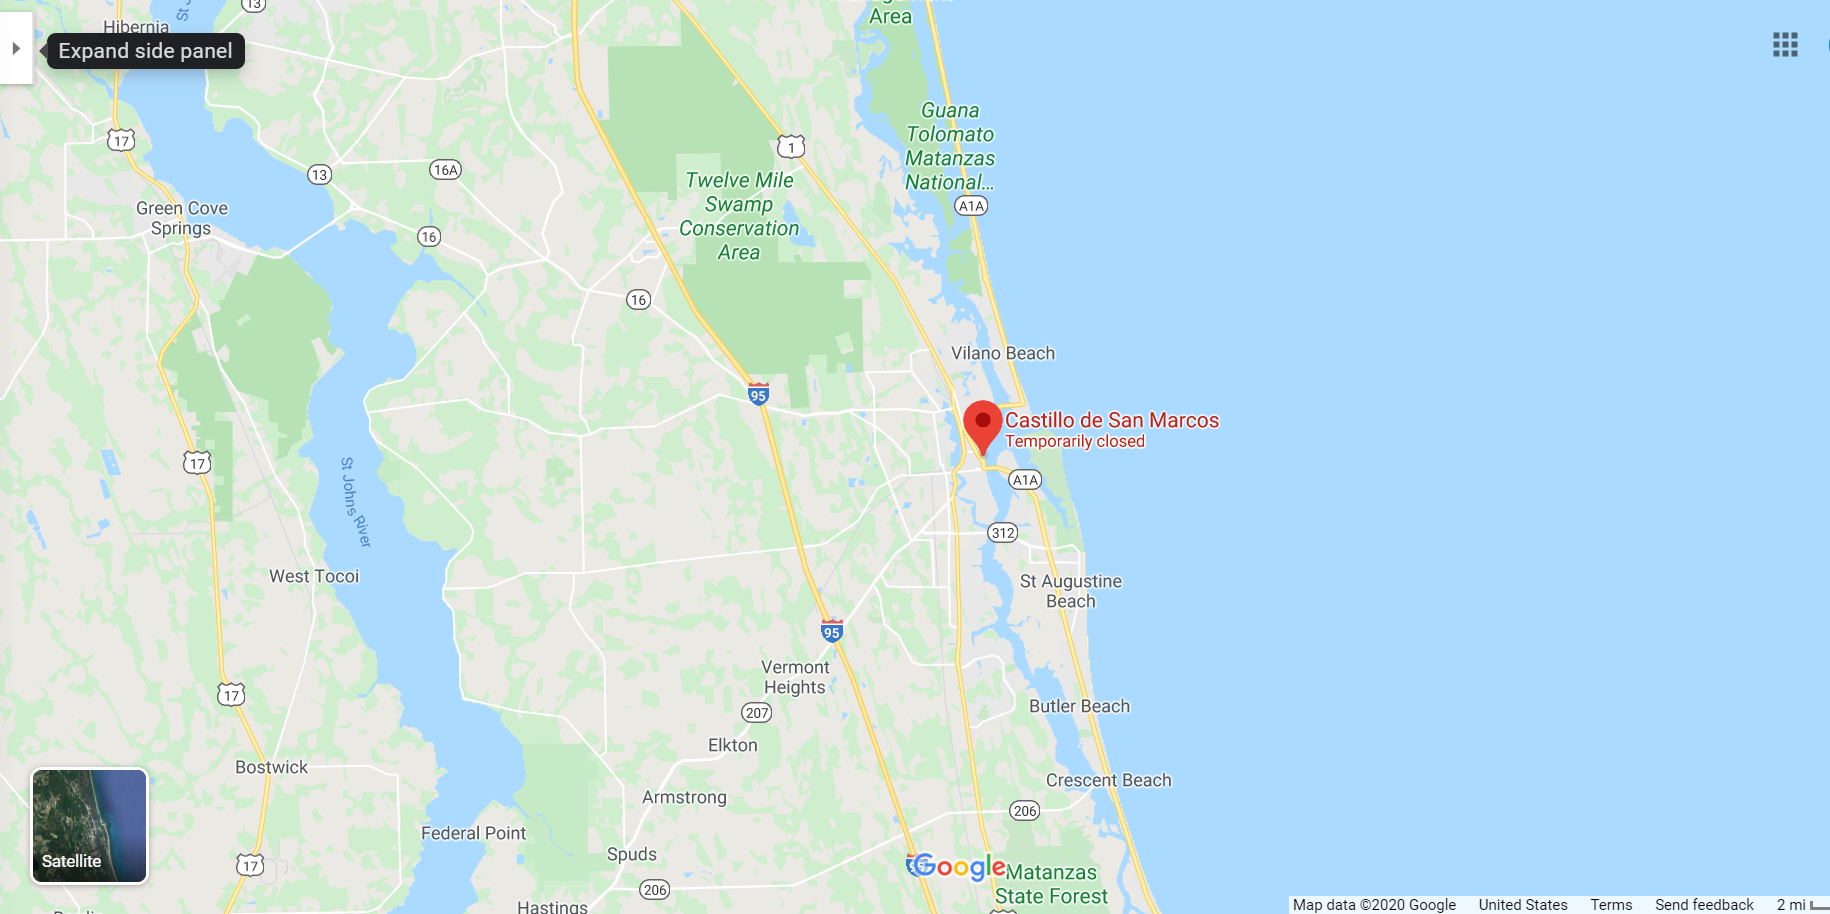 13
Area
Hibernia
St J
Expand side panel
Guana
Tolomato
Matanzas
National...
17
1
13
16A
Twelve Mile
Swamp
Conservation
Area
A1A
Green Cove
Springs
16
16
Vilano Beach
95
Castillo de San Marcos
Temporarily closed
17
St Johns River
A1A
312
West Tocoi
St Augustine
Beach
95
Vermont
Heights
17
207
Butler Beach
Elkton
Bostwick
Crescent Beach
Armstrong
206
Federal Point
Satellite
Spuds
17
95
Google
Matanzas
State Forest
206
Hastings
Map data ©2020 Google United States Terms Send feedback 2 mi